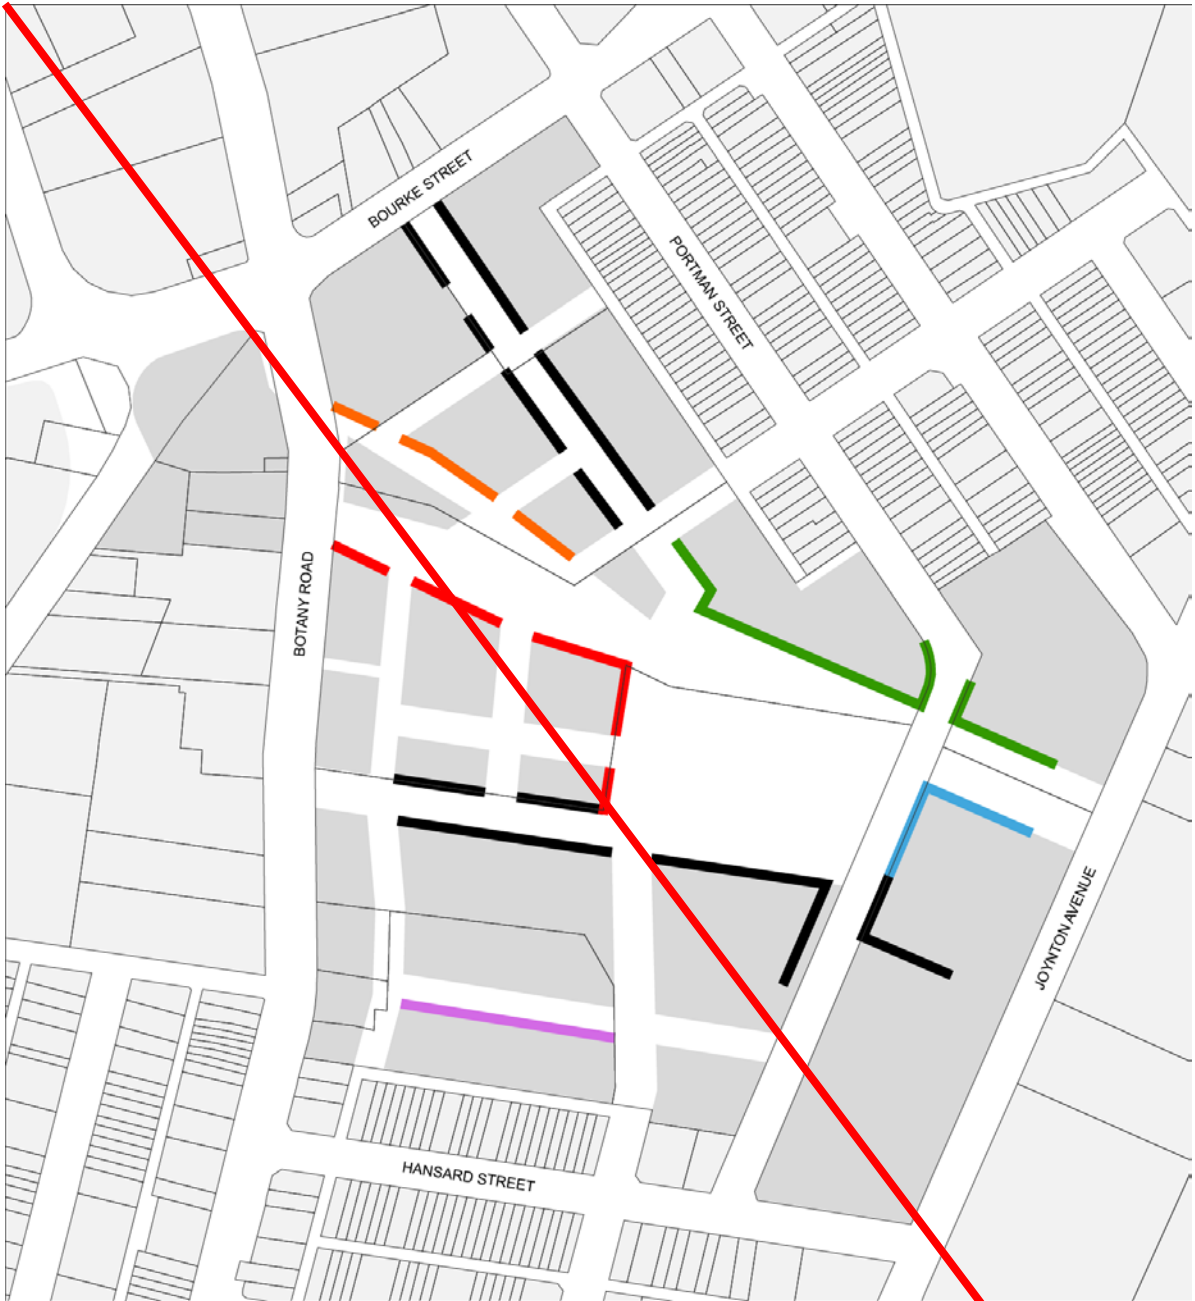 BOURKE STREET
PORTMAN STREET
BOTANY ROAD
JOYNTON AVENUE
HANSARD STREET